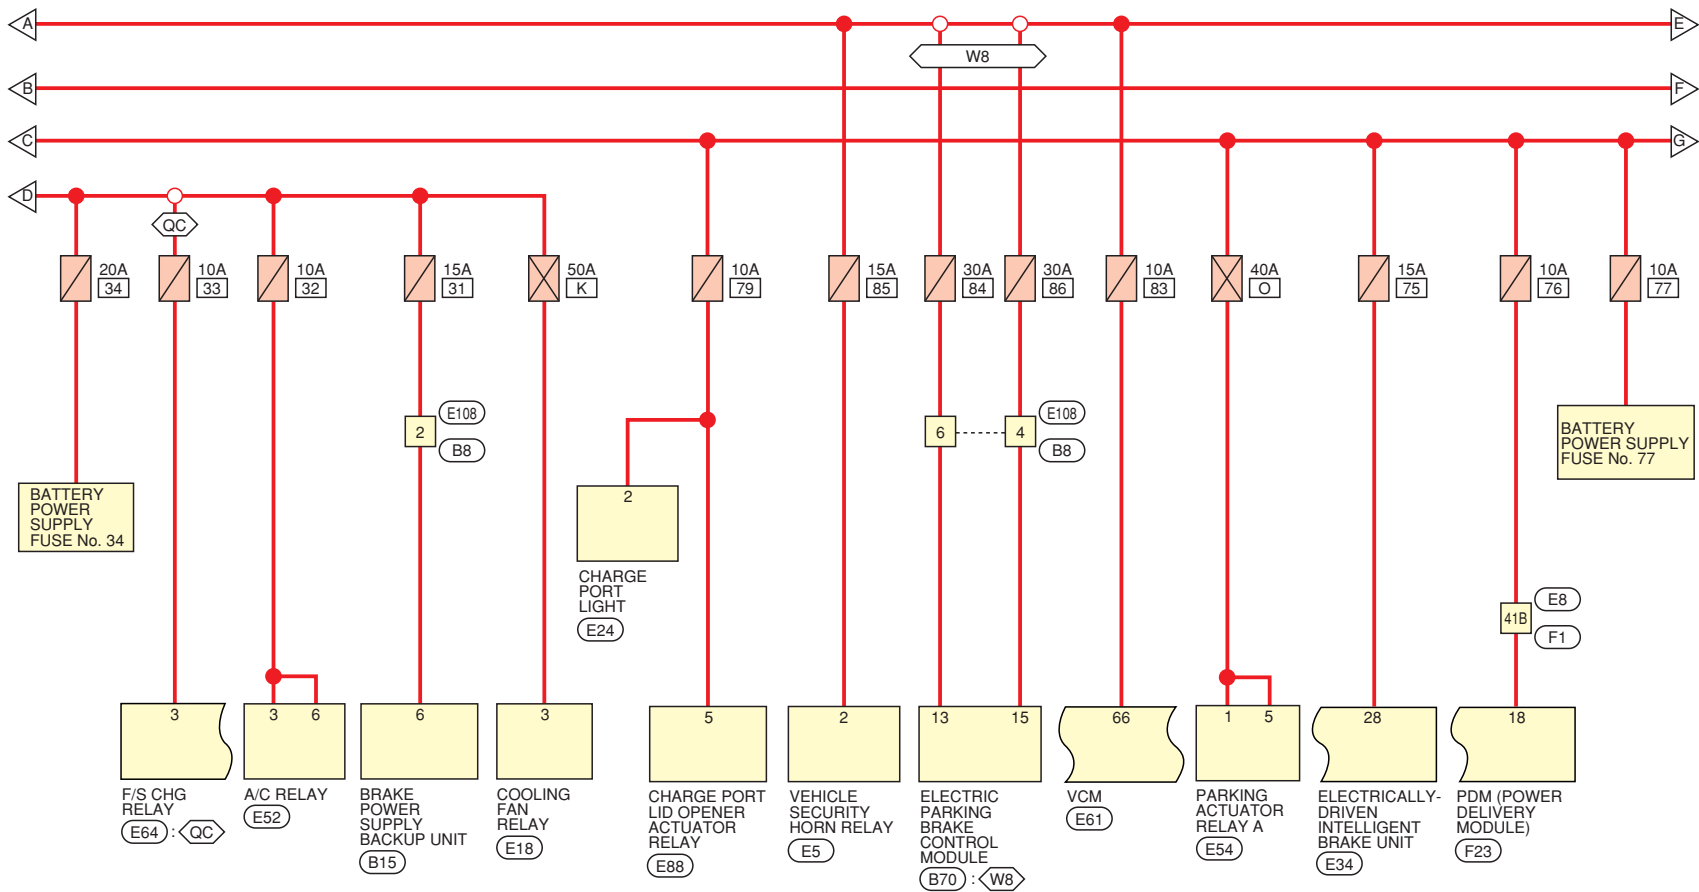 A
E
W8
B
F
C
G
D
QC
20A
34
10A
33
10A
32
15A
31
50A
K
10A
79
15A
85
30A
84
30A
86
10A
83
40A
O
15A
75
10A
76
10A
77
2
E108
B8
6
4
E108
B8
BATTERY
POWER SUPPLY
FUSE No. 77
BATTERY
POWER
SUPPLY
FUSE No. 34
2
CHARGE
PORT
LIGHT
E24
41B
E8
F1
3
F/S CHG
RELAY
E64 : QC
3 6
A/C RELAY
E52
6
BRAKE
POWER
SUPPLY
BACKUP UNIT
B15
3
COOLING
FAN
RELAY
E18
5
CHARGE PORT
LID OPENER
ACTUATOR
RELAY
E88
2
VEHICLE
SECURITY
HORN RELAY
E5
13 15
ELECTRIC
PARKING
BRAKE
CONTROL
MODULE
B70 : W8
66
VCM
E61
1 5
PARKING
ACTUATOR
RELAY A
E54
28
ELECTRICALLY-
DRIVEN
INTELLIGENT
BRAKE UNIT
E34
18
PDM (POWER
DELIVERY
MODULE)
F23